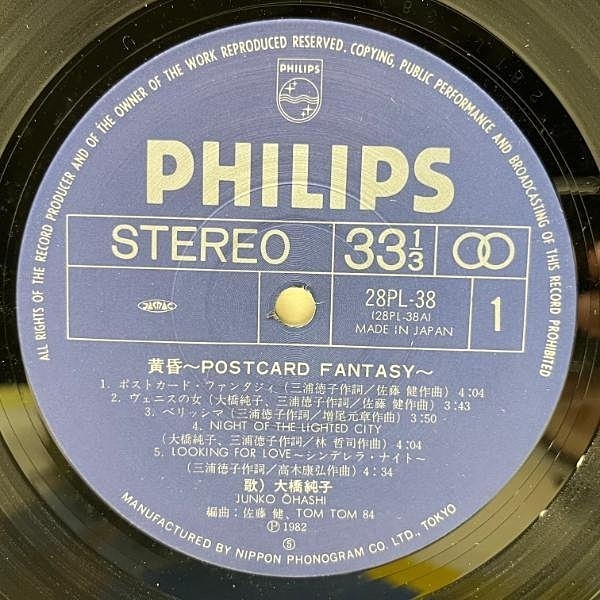 ALL RIGHTS OF THE RECORD PRODUCER AND OF THE OWNER OF THE WORK REPRODUCED RESERVED. COPYING, PUBLIC PERFORMANCE AND BROADCASTING OF THIS RECORD PROHIBITED
PHILIPS
PHILIPS
STEREO
33 1/3
JASRAC
28PL-38
(28PL-38A)
MADE IN JAPAN
1
黄昏〜POSTCARD FANTASY〜
1. ポストカード・ファンタジィ(三浦徳子作詞/佐藤 健作曲) 4:04
2. ヴェニスの女(大橋純子、三浦徳子作詞/佐藤 健作曲) 3:43
3. ベリッシマ(三浦徳子作詞/増尾元章作曲) 3:50
4. NIGHT OF THE LIGHTED CITY
(大橋純子、三浦徳子作詞/林 哲司作曲) 4:04
5. LOOKING FOR LOVE〜シンデレラ・ナイト〜
(三浦徳子作詞/高木康弘作曲) 4:34
歌)大橋純子
JUNKO ŌHASHI
編曲:佐藤 健、TOM TOM 84
Ⓟ1982
⑤
MANUFACTURED BY NIPPON PHONOGRAM CO. LTD., TOKYO